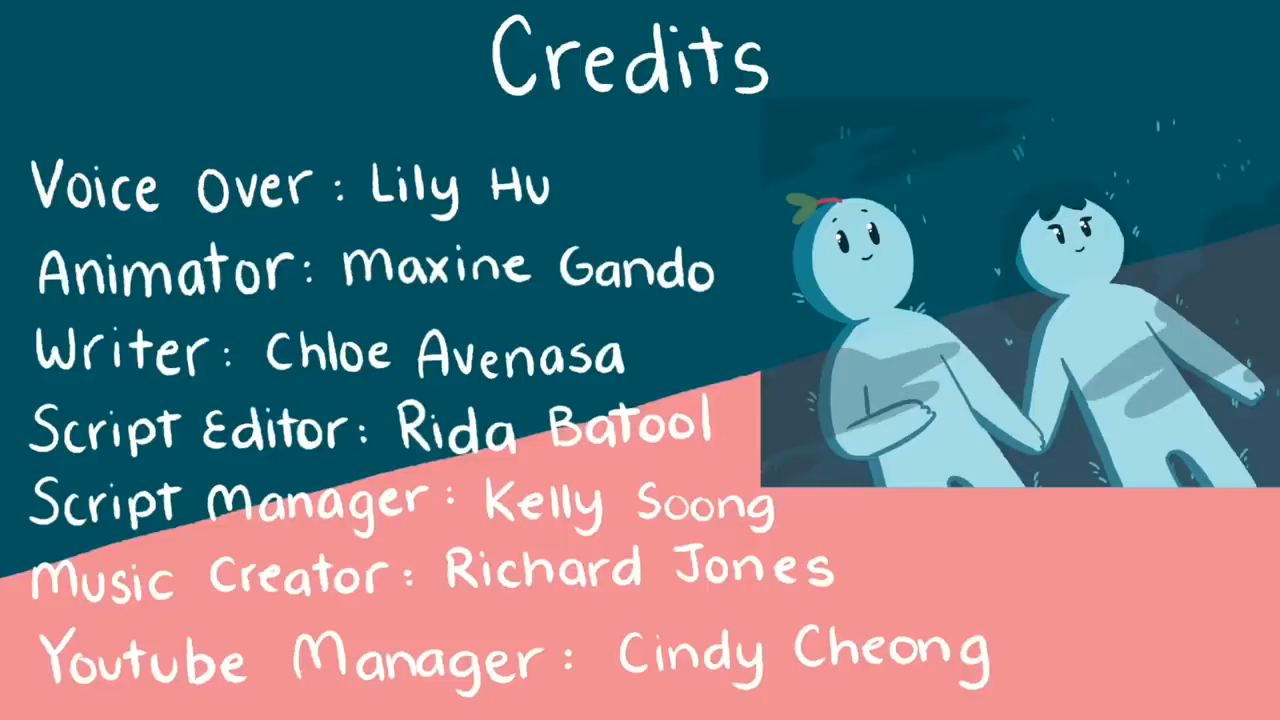 Credits
Voice Over: Lily Hu
Animator: Maxine Gando
Writer: Chloe Avenasa
Script Editor: Rida Batool
Script Manager: Kelly Soong
Music Creator: Richard Jones
Youtube Manager: Cindy Cheong